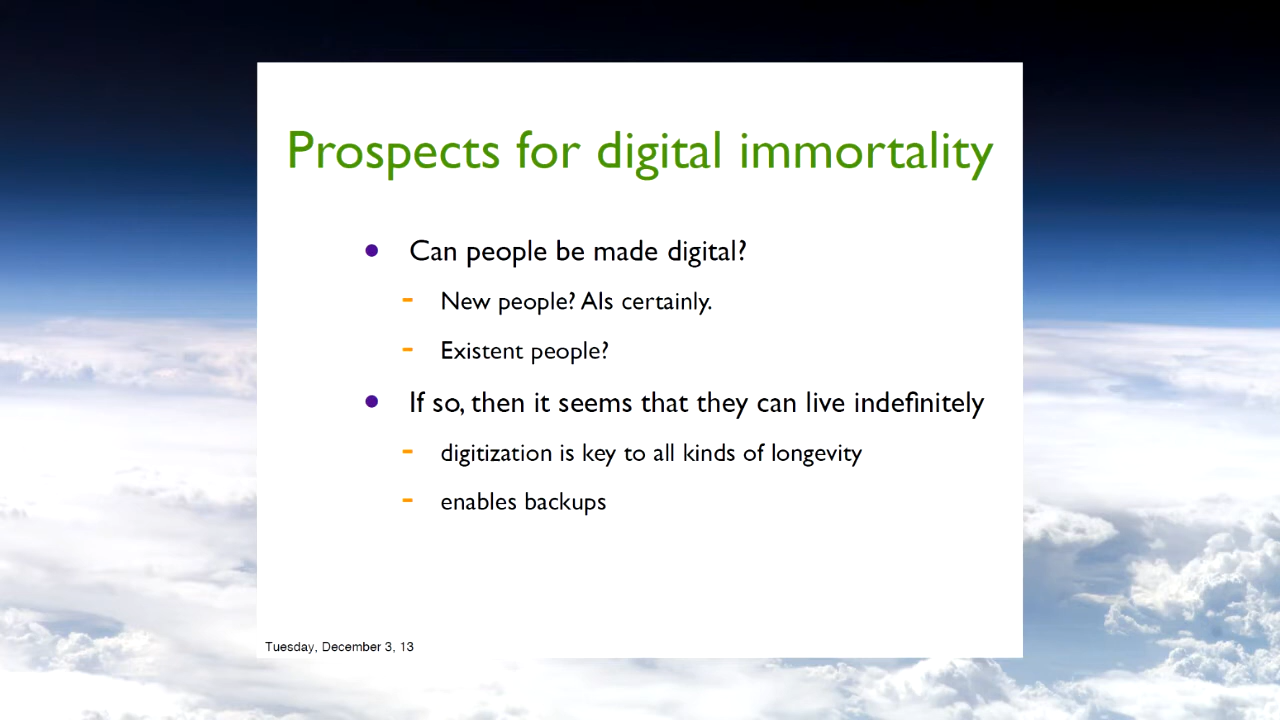 Prospects for digital immortality
● Can people be made digital?
- New people? AIs certainly.
- Existent people?
● If so, then it seems that they can live indefinitely
- digitization is key to all kinds of longevity
- enables backups
Tuesday, December 3, 13